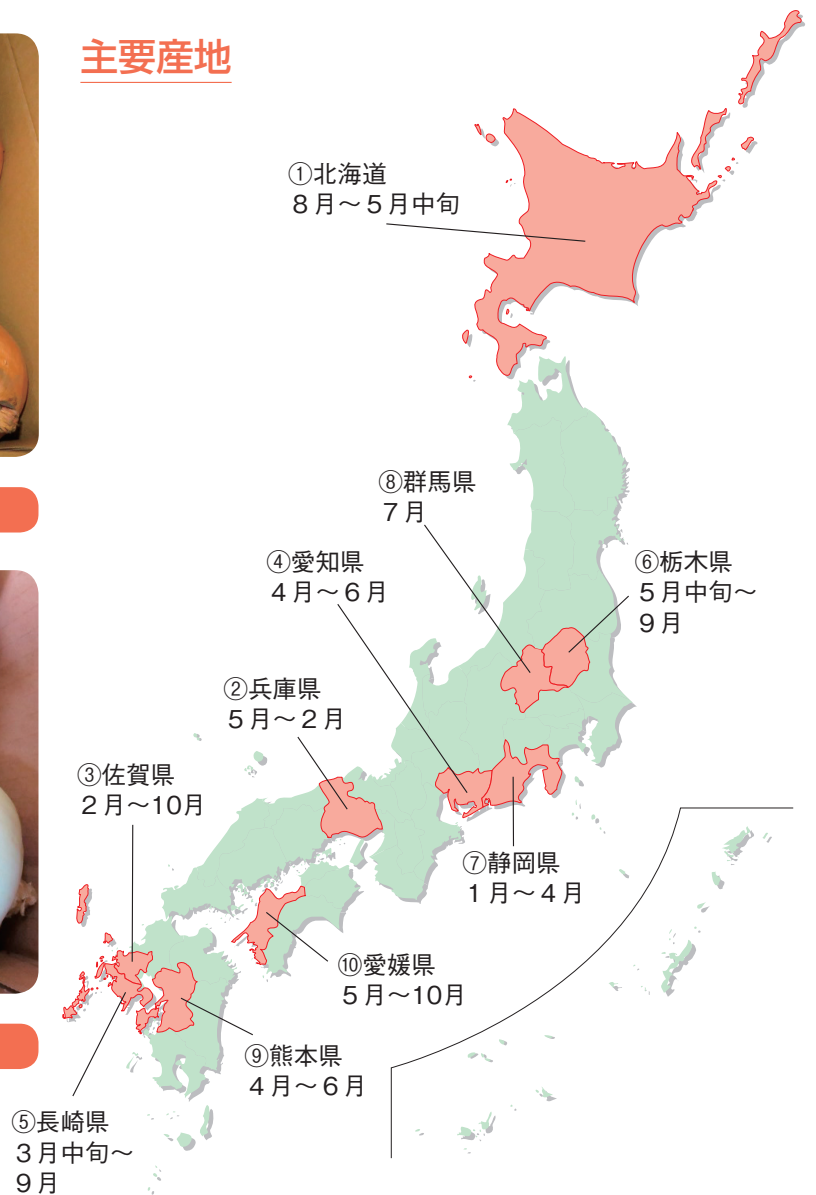 主要産地
①北海道
８月～５月中旬
⑧群馬県
７月
④愛知県
４月～６月
⑥栃木県
５月中旬～
９月
②兵庫県
５月～２月
③佐賀県
２月～10月
⑦静岡県
１月～４月
⑩愛媛県
５月～10月
⑨熊本県
４月～６月
⑤長崎県
３月中旬～
９月